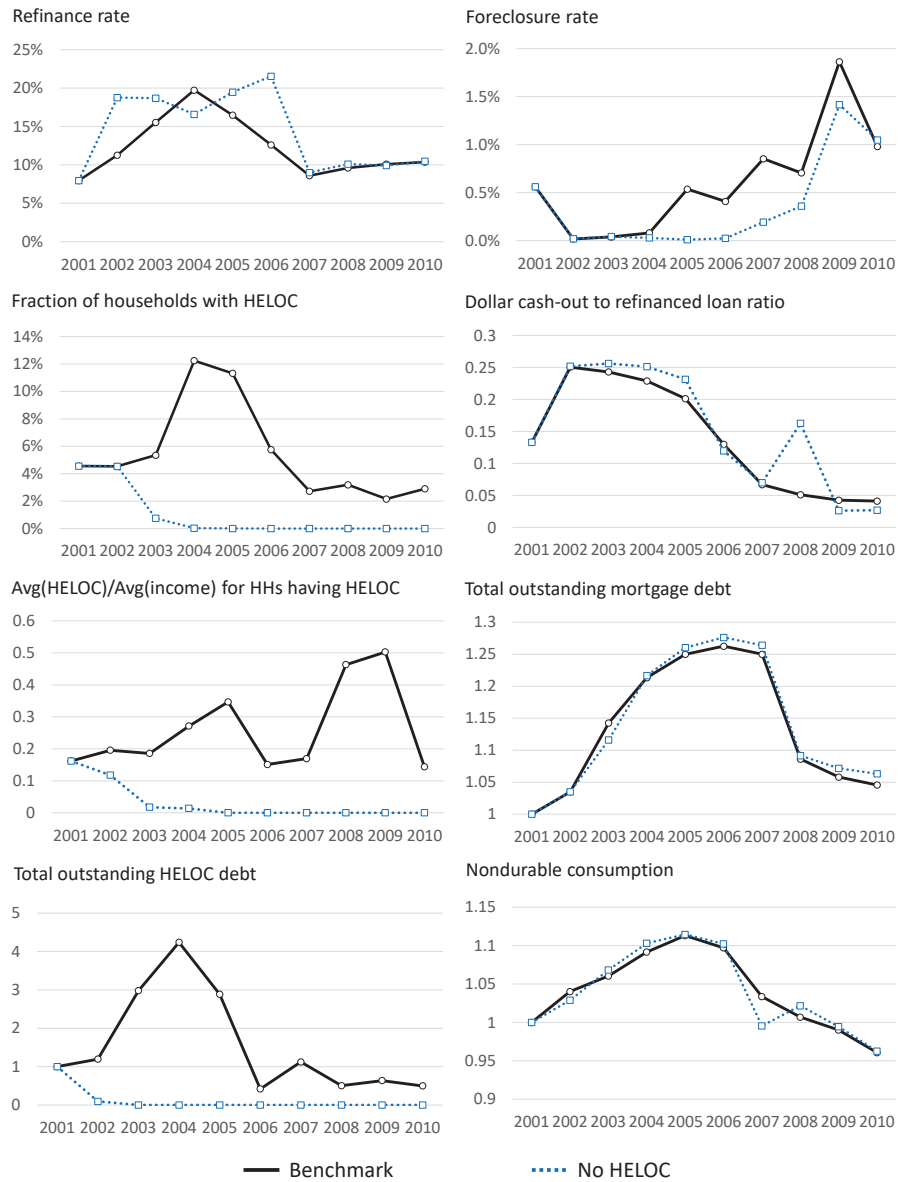 Refinance rate
25%
20%
15%
10%
5%
0%
2001 2002 2003 2004 2005 2006 2007 2008 2009 2010
Foreclosure rate
2.0%
1.5%
1.0%
0.5%
0.0%
2001 2002 2003 2004 2005 2006 2007 2008 2009 2010
Fraction of households with HELOC
14%
12%
10%
8%
6%
4%
2%
0%
2001 2002 2003 2004 2005 2006 2007 2008 2009 2010
Dollar cash-out to refinanced loan ratio
0.3
0.25
0.2
0.15
0.1
0.05
0
2001 2002 2003 2004 2005 2006 2007 2008 2009 2010
Avg(HELOC)/Avg(income) for HHs having HELOC
0.6
0.5
0.4
0.3
0.2
0.1
0
2001 2002 2003 2004 2005 2006 2007 2008 2009 2010
Total outstanding mortgage debt
1.3
1.25
1.2
1.15
1.1
1.05
1
2001 2002 2003 2004 2005 2006 2007 2008 2009 2010
Total outstanding HELOC debt
5
4
3
2
1
0
2001 2002 2003 2004 2005 2006 2007 2008 2009 2010
Nondurable consumption
1.15
1.1
1.05
1
0.95
0.9
2001 2002 2003 2004 2005 2006 2007 2008 2009 2010
Benchmark
No HELOC